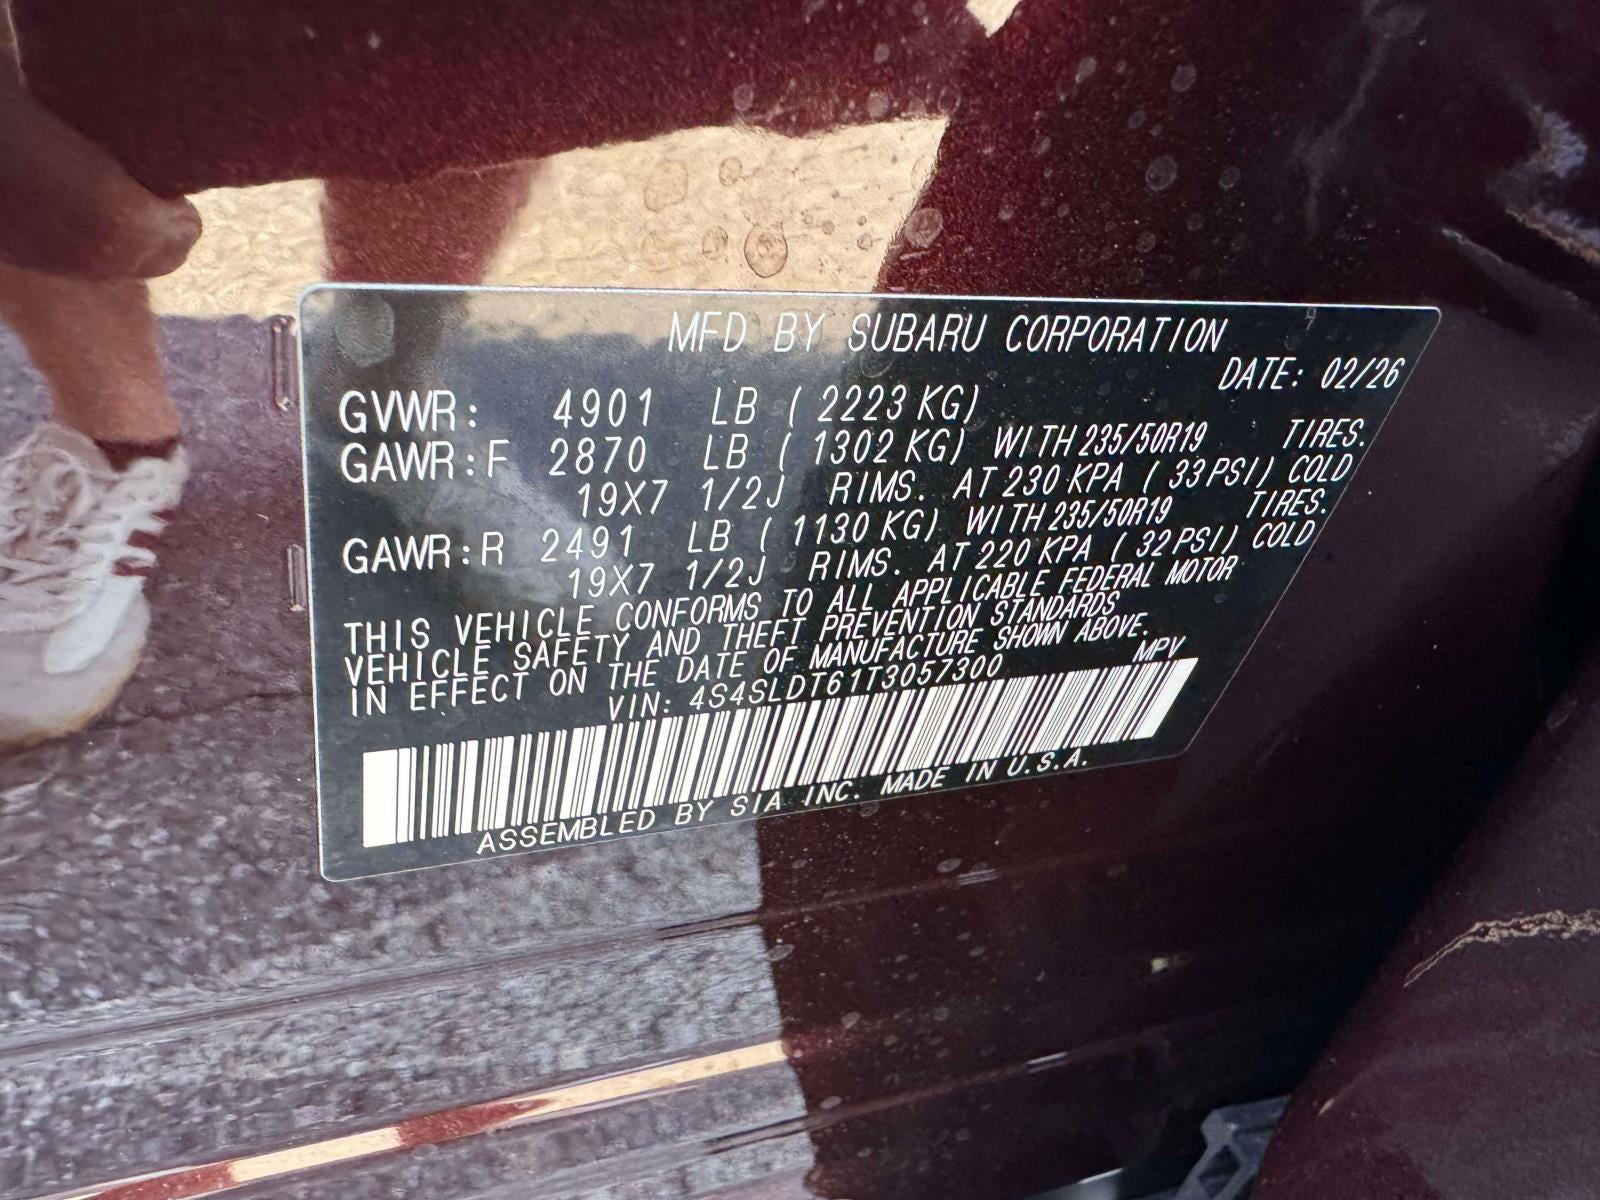 MFD BY SUBARU CORPORATION
DATE: 02/26
GVWR: 4901 LB (2223 KG)
GAWR:F 2870 LB (1302 KG) WITH 235/50R19 TIRES.
19X7 1/2J RIMS. AT 230 KPA (33PSI) COLD
GAWR:R 2491 LB (1130 KG) WITH 235/50R19 TIRES.
19X7 1/2J RIMS. AT 220 KPA (32PSI) COLD
THIS VEHICLE CONFORMS TO ALL APPLICABLE FEDERAL MOTOR
VEHICLE SAFETY AND THEFT PREVENTION STANDARDS
IN EFFECT ON THE DATE OF MANUFACTURE SHOWN ABOVE.
VIN: 4S4SLDT61T3057300 MPV
ASSEMBLED BY SIA INC. MADE IN U.S.A.